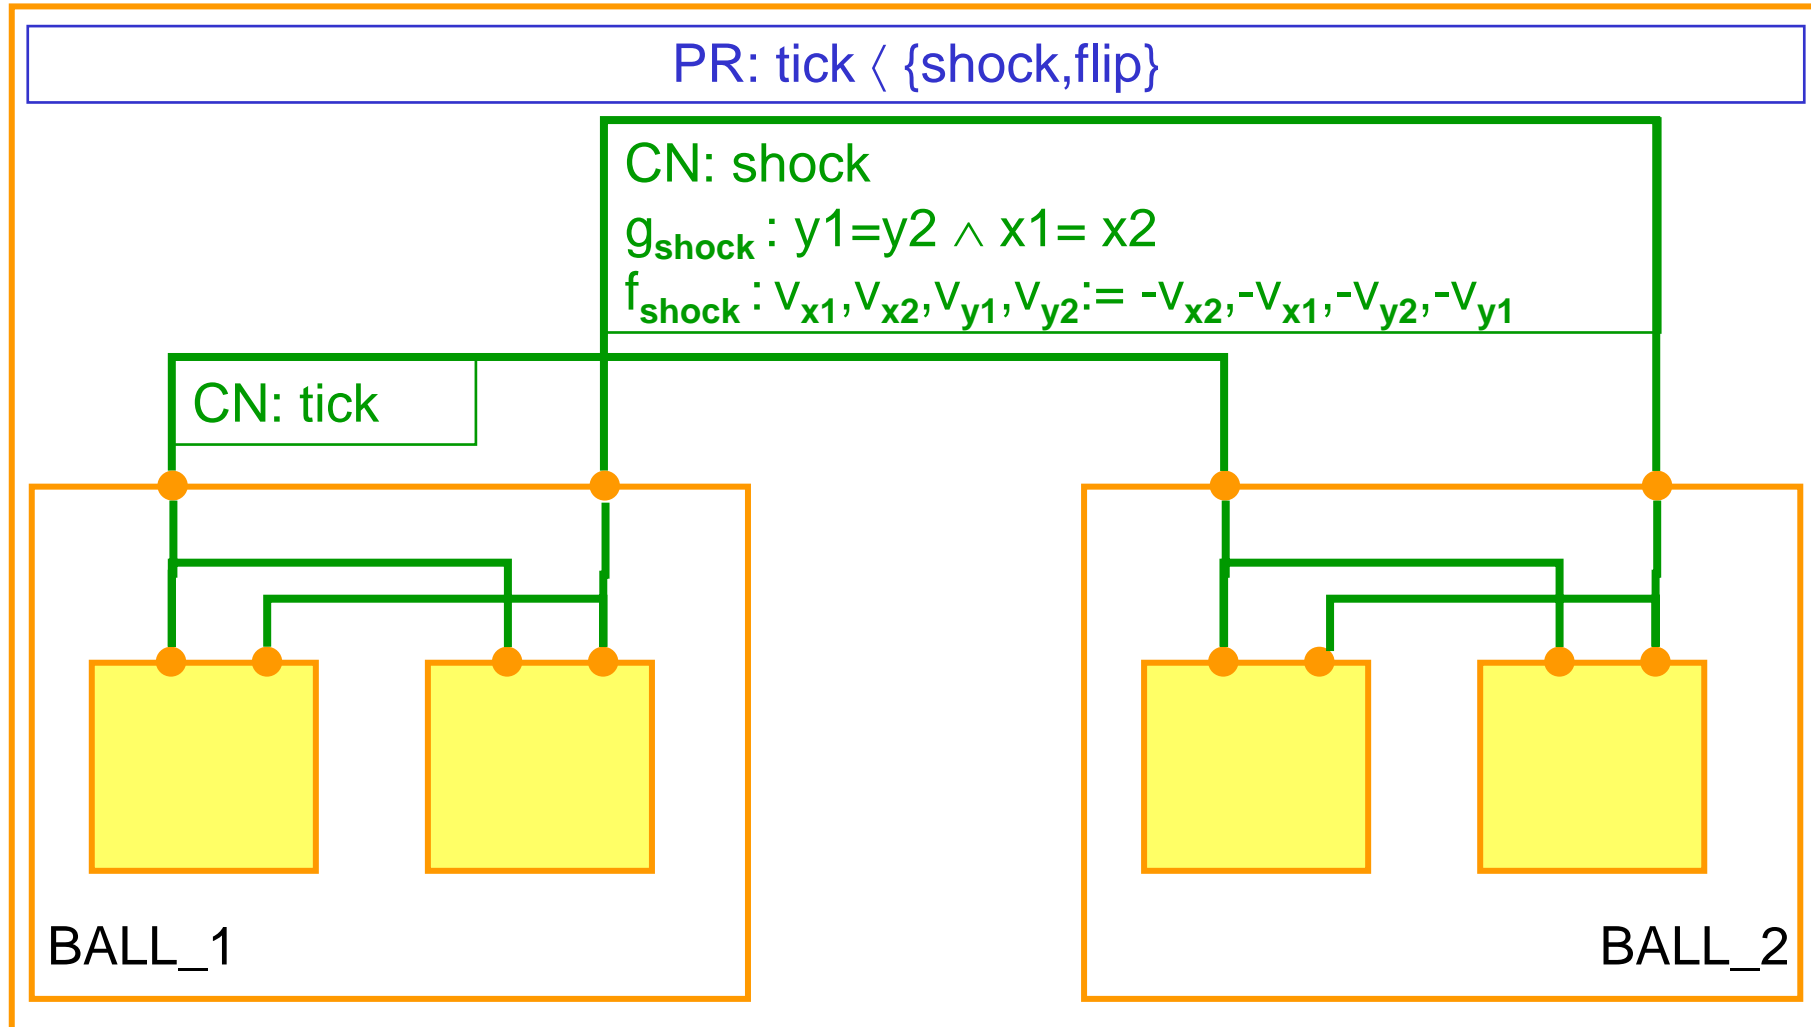 PR: tick 〈 {shock,flip}
CN: shock
gshock : y1=y2 ∧ x1= x2
fshock : vx1,vx2,vy1,vy2:= -vx2,-vx1,-vy2,-vy1
CN: tick
BALL_1
BALL_2